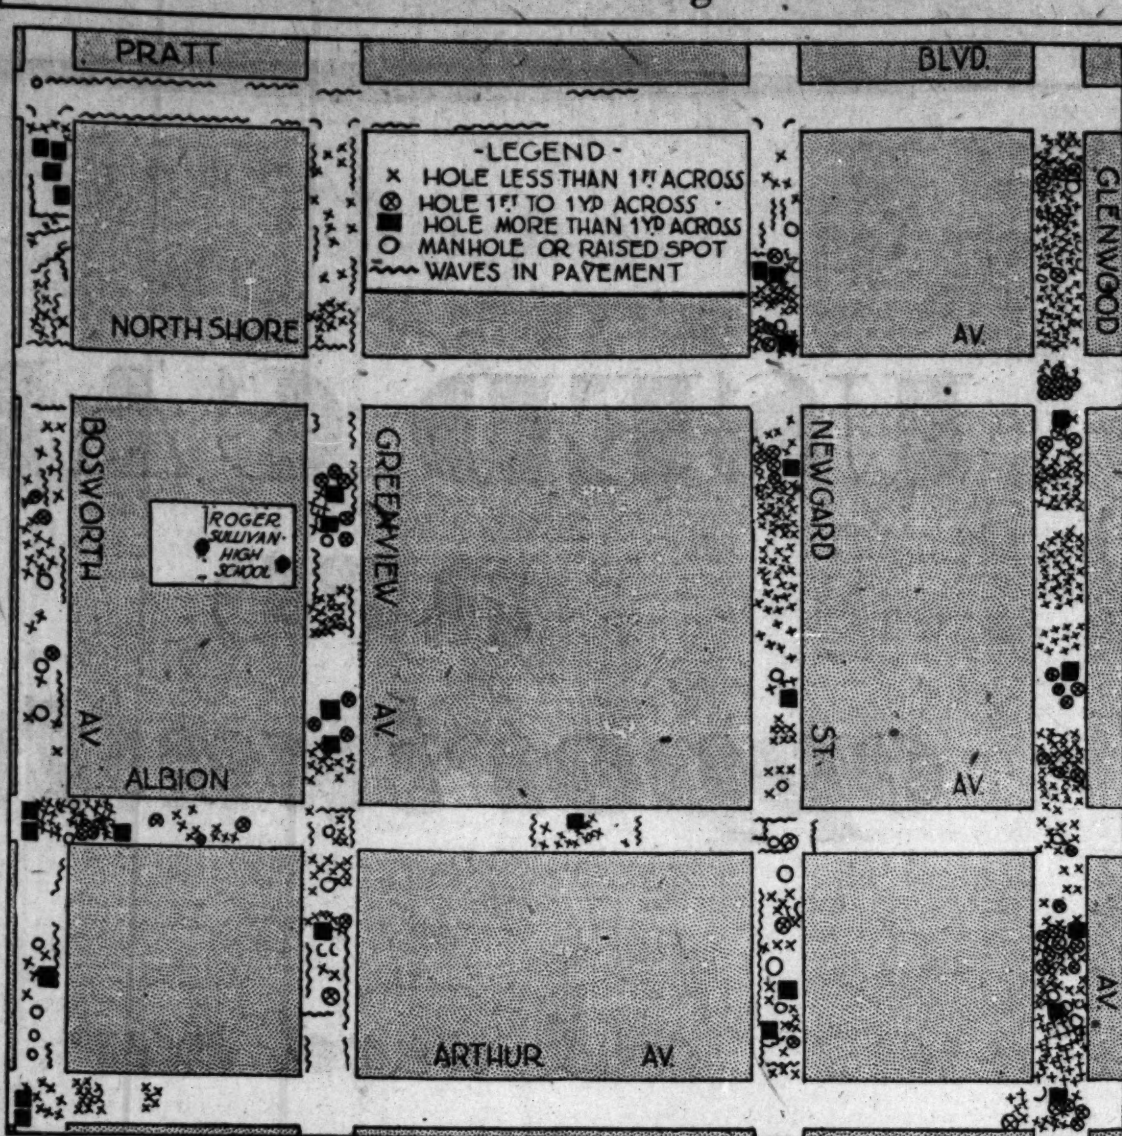 PRATT BLVD.
-LEGEND-
HOLE LESS THAN 1FT ACROSS
HOLE 1FT TO 1YD ACROSS
HOLE MORE THAN 1YD ACROSS
MANHOLE OR RAISED SPOT
WAVES IN PAVEMENT
GLENWOOD AV.
NORTH SHORE AV.
BOSWORTH AV.
GREENVIEW AV.
NEWGARD ST.
ROGER
SULLIVAN
HIGH
SCHOOL
ALBION AV.
ARTHUR AV.